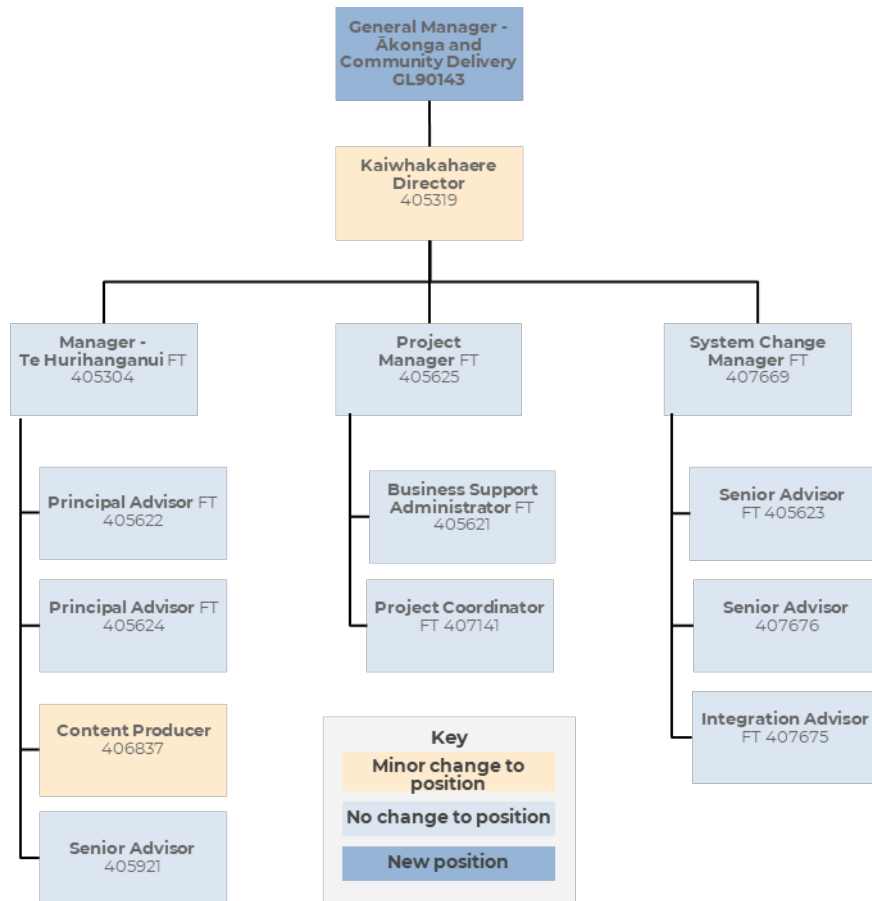 General Manager -
Ākonga and
Community Delivery
GL90143
Kaiwhakahaere
Director
405319
Manager -
Te Hurihanganui FT
405304
Project
Manager FT
405625
System Change
Manager FT
407669
Principal Advisor FT
405622
Principal Advisor FT
405624
Content Producer
406837
Senior Advisor
405921
Business Support
Administrator FT
405621
Project Coordinator
FT 407141
Senior Advisor
FT 405623
Senior Advisor
407676
Integration Advisor
FT 407675
Key
Minor change to
position
No change to position
New position